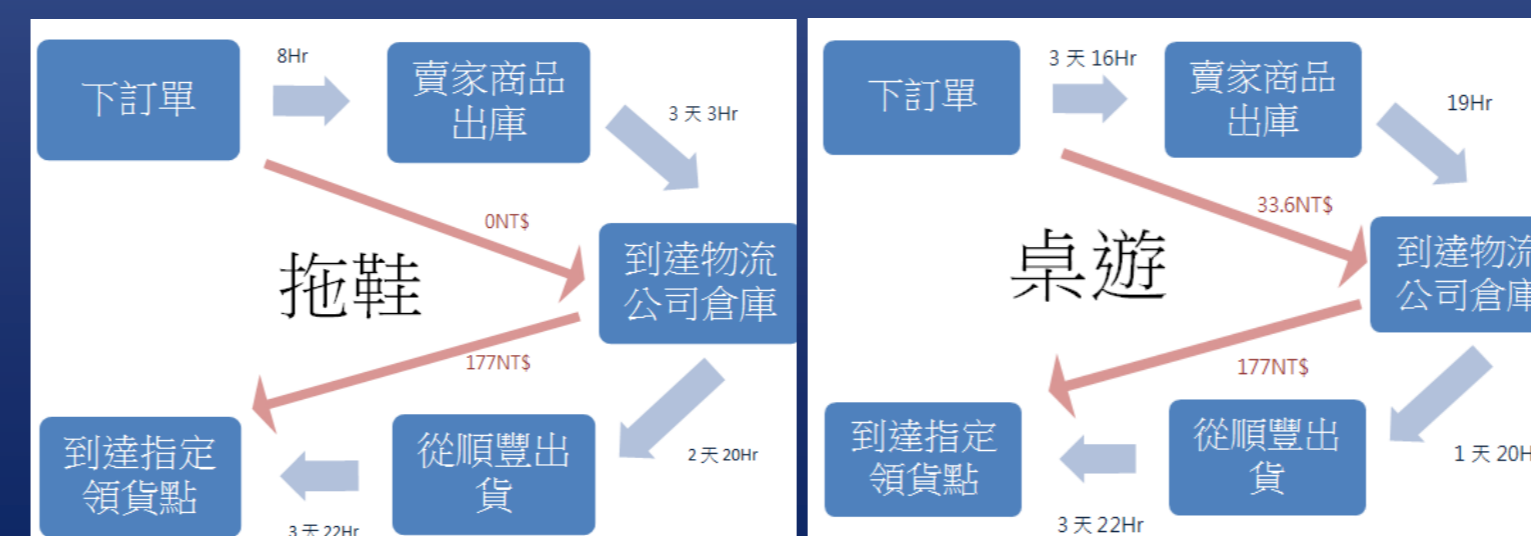 下訂單
8Hr
賣家商品
出庫
3 天 3Hr
0NT$
拖鞋
到達物流
公司倉庫
177NT$
2 天 20Hr
從順豐出
貨
3 天 22Hr
到達指定
領貨點
下訂單
3 天 16Hr
賣家商品
出庫
19Hr
33.6NT$
桌遊
到達物流
公司倉庫
177NT$
1 天 20H
從順豐出
貨
3 天 22Hr
到達指定
領貨點